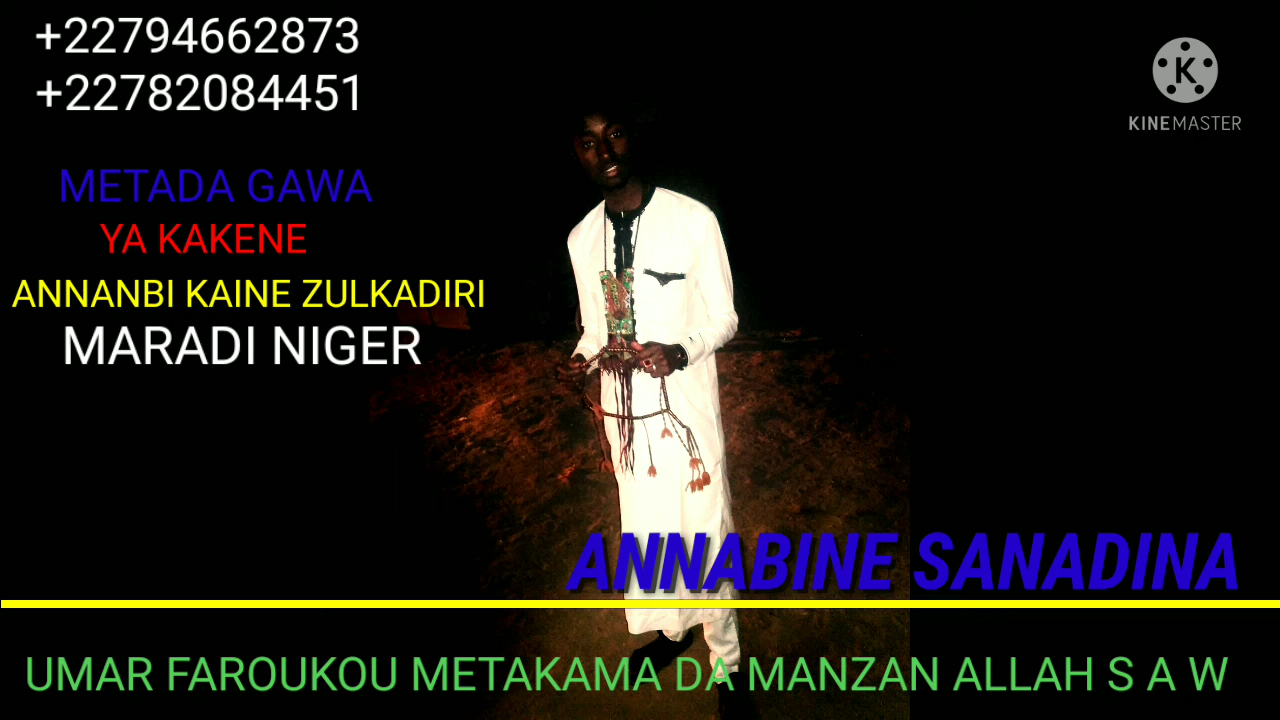 +22794662873
+22782084451
KINEMASTER
METADA GAWA
YA KAKENE
ANNANBI KAINE ZULKADIRI
MARADI NIGER
ANNABINE SANADINA
UMAR FAROUKOU METAKAMA DA MANZAN ALLAH S A W